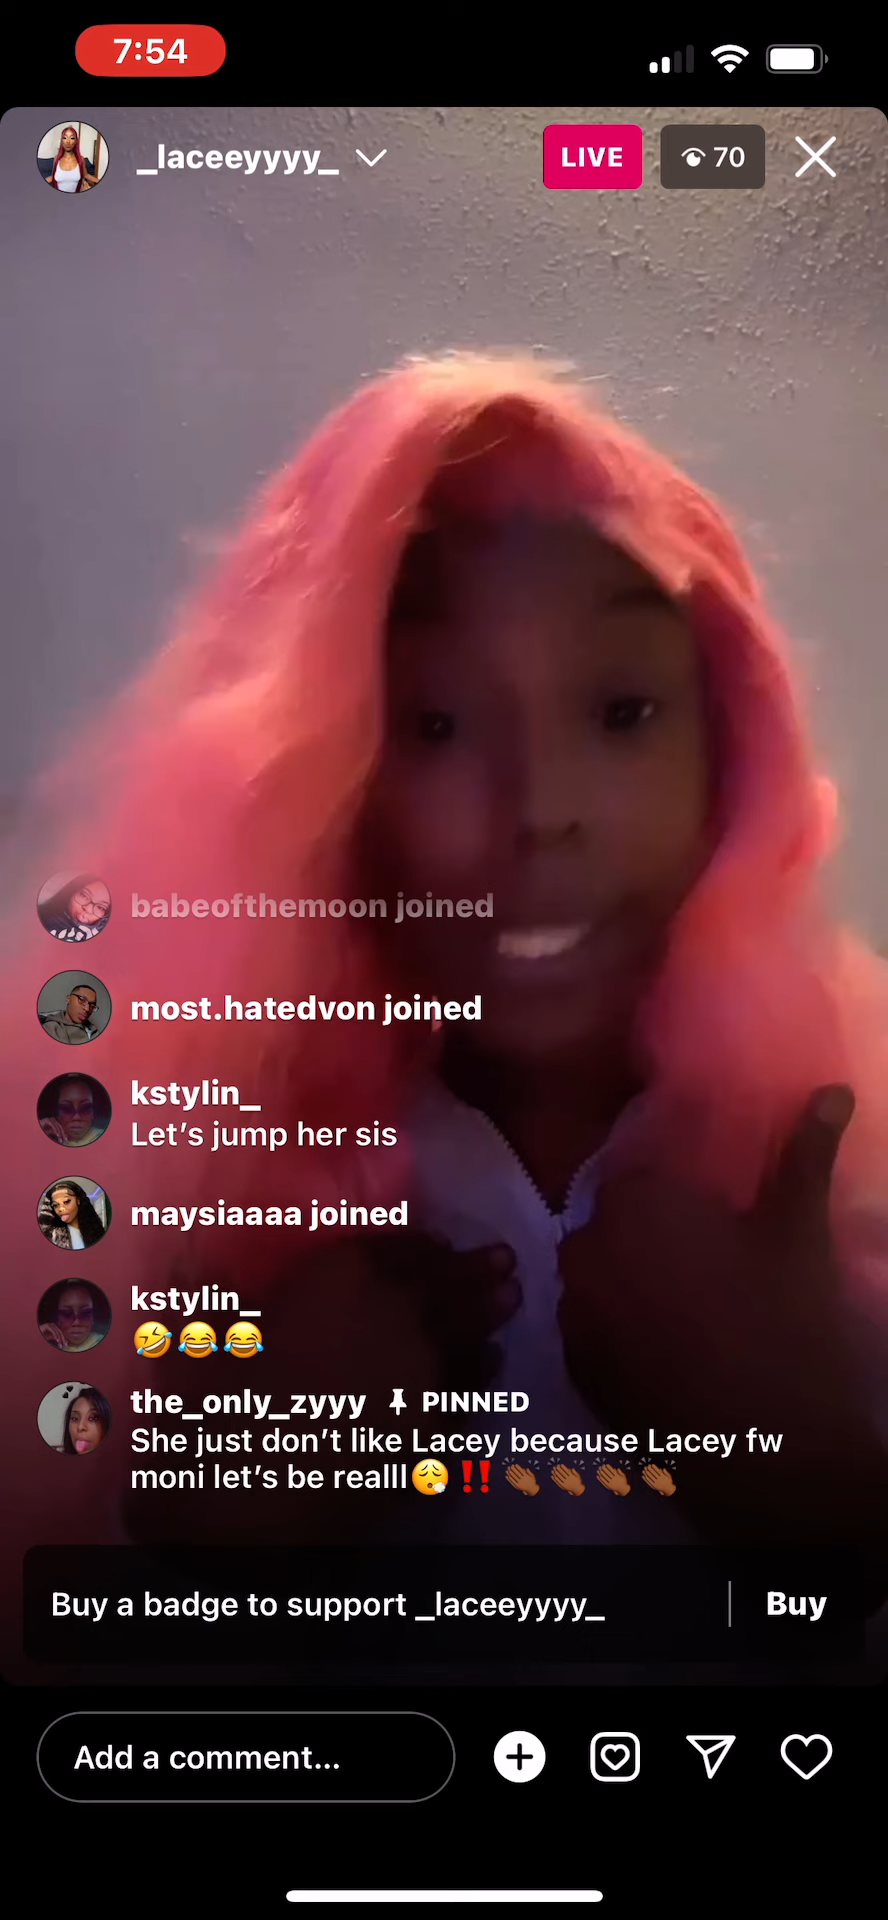 7:54
_laceeyyyy_
LIVE
70
babeofthemoon joined
most.hatedvon joined
kstylin_
Let’s jump her sis
maysiaaaa joined
kstylin_
🤣😂😂
the_only_zyyy PINNED
She just don’t like Lacey because Lacey fw
moni let’s be realll😮‍💨‼️👏🏾👏🏾👏🏾👏🏾
Buy a badge to support _laceeyyyy_
Buy
Add a comment...